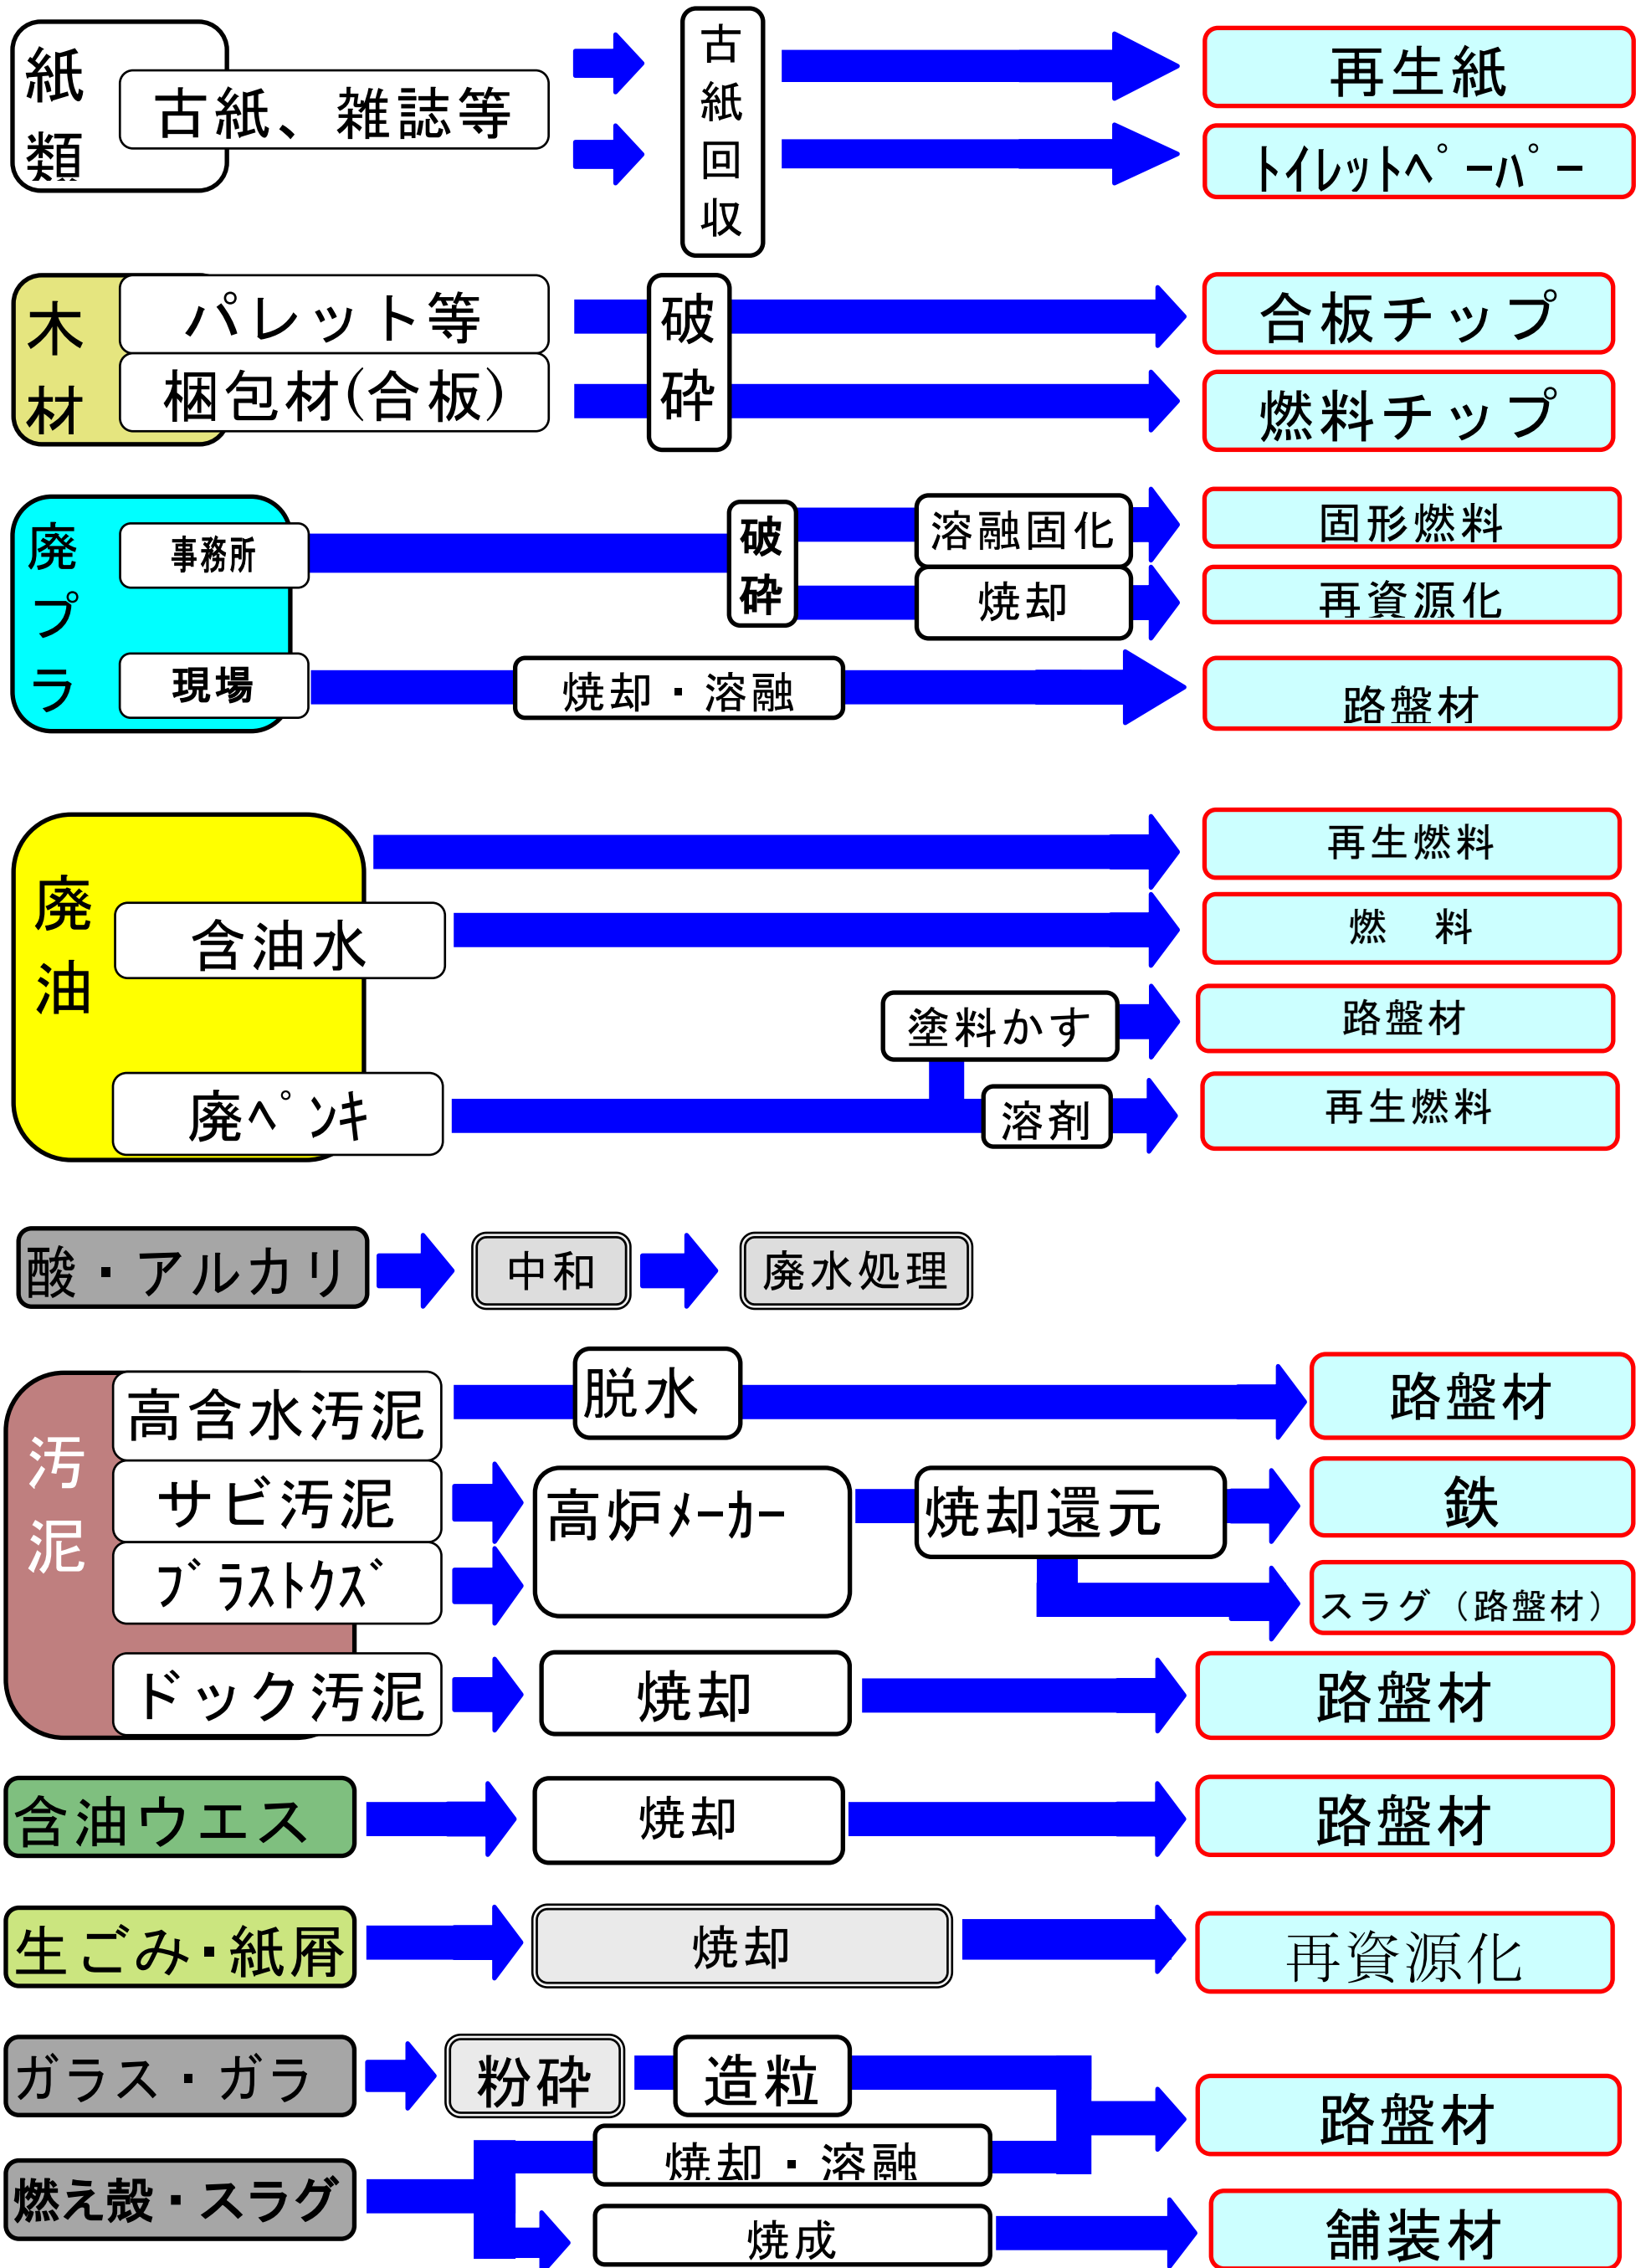 紙類
古紙、雑誌等
古紙回収
再生紙
ﾄｲﾚｯﾄﾍﾟｰﾊﾟｰ
木材
パレット等
梱包材(合板)
破砕
合板チップ
燃料チップ
廃プラ
事務所
破砕
溶融固化
固形燃料
焼却
再資源化
現場
焼却・溶融
路盤材
廃油
再生燃料
含油水
燃　料
塗料かす
路盤材
廃ﾍﾟﾝｷ
溶剤
再生燃料
酸・アルカリ
中和
廃水処理
汚泥
高含水汚泥
脱水
路盤材
サビ汚泥
高炉ﾒｰｶｰ
焼却還元
鉄
ﾌﾞﾗｽﾄｸｽﾞ
スラグ（路盤材）
ドック汚泥
焼却
路盤材
含油ウエス
焼却
路盤材
生ごみ・紙屑
焼却
再資源化
ガラス・ガラ
粉砕
造粒
路盤材
焼却・溶融
燃え殻・スラグ
焼成
舗装材